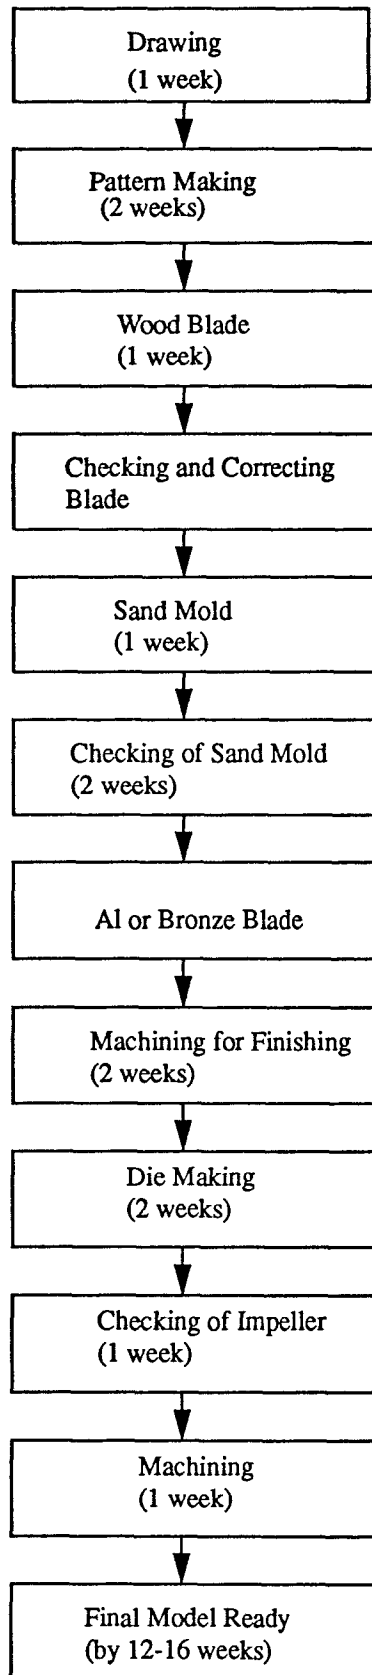 Drawing
(1 week)
Pattern Making
(2 weeks)
Wood Blade
(1 week)
Checking and Correcting
Blade
Sand Mold
(1 week)
Checking of Sand Mold
(2 weeks)
Al or Bronze Blade
Machining for Finishing
(2 weeks)
Die Making
(2 weeks)
Checking of Impeller
(1 week)
Machining
(1 week)
Final Model Ready
(by 12-16 weeks)